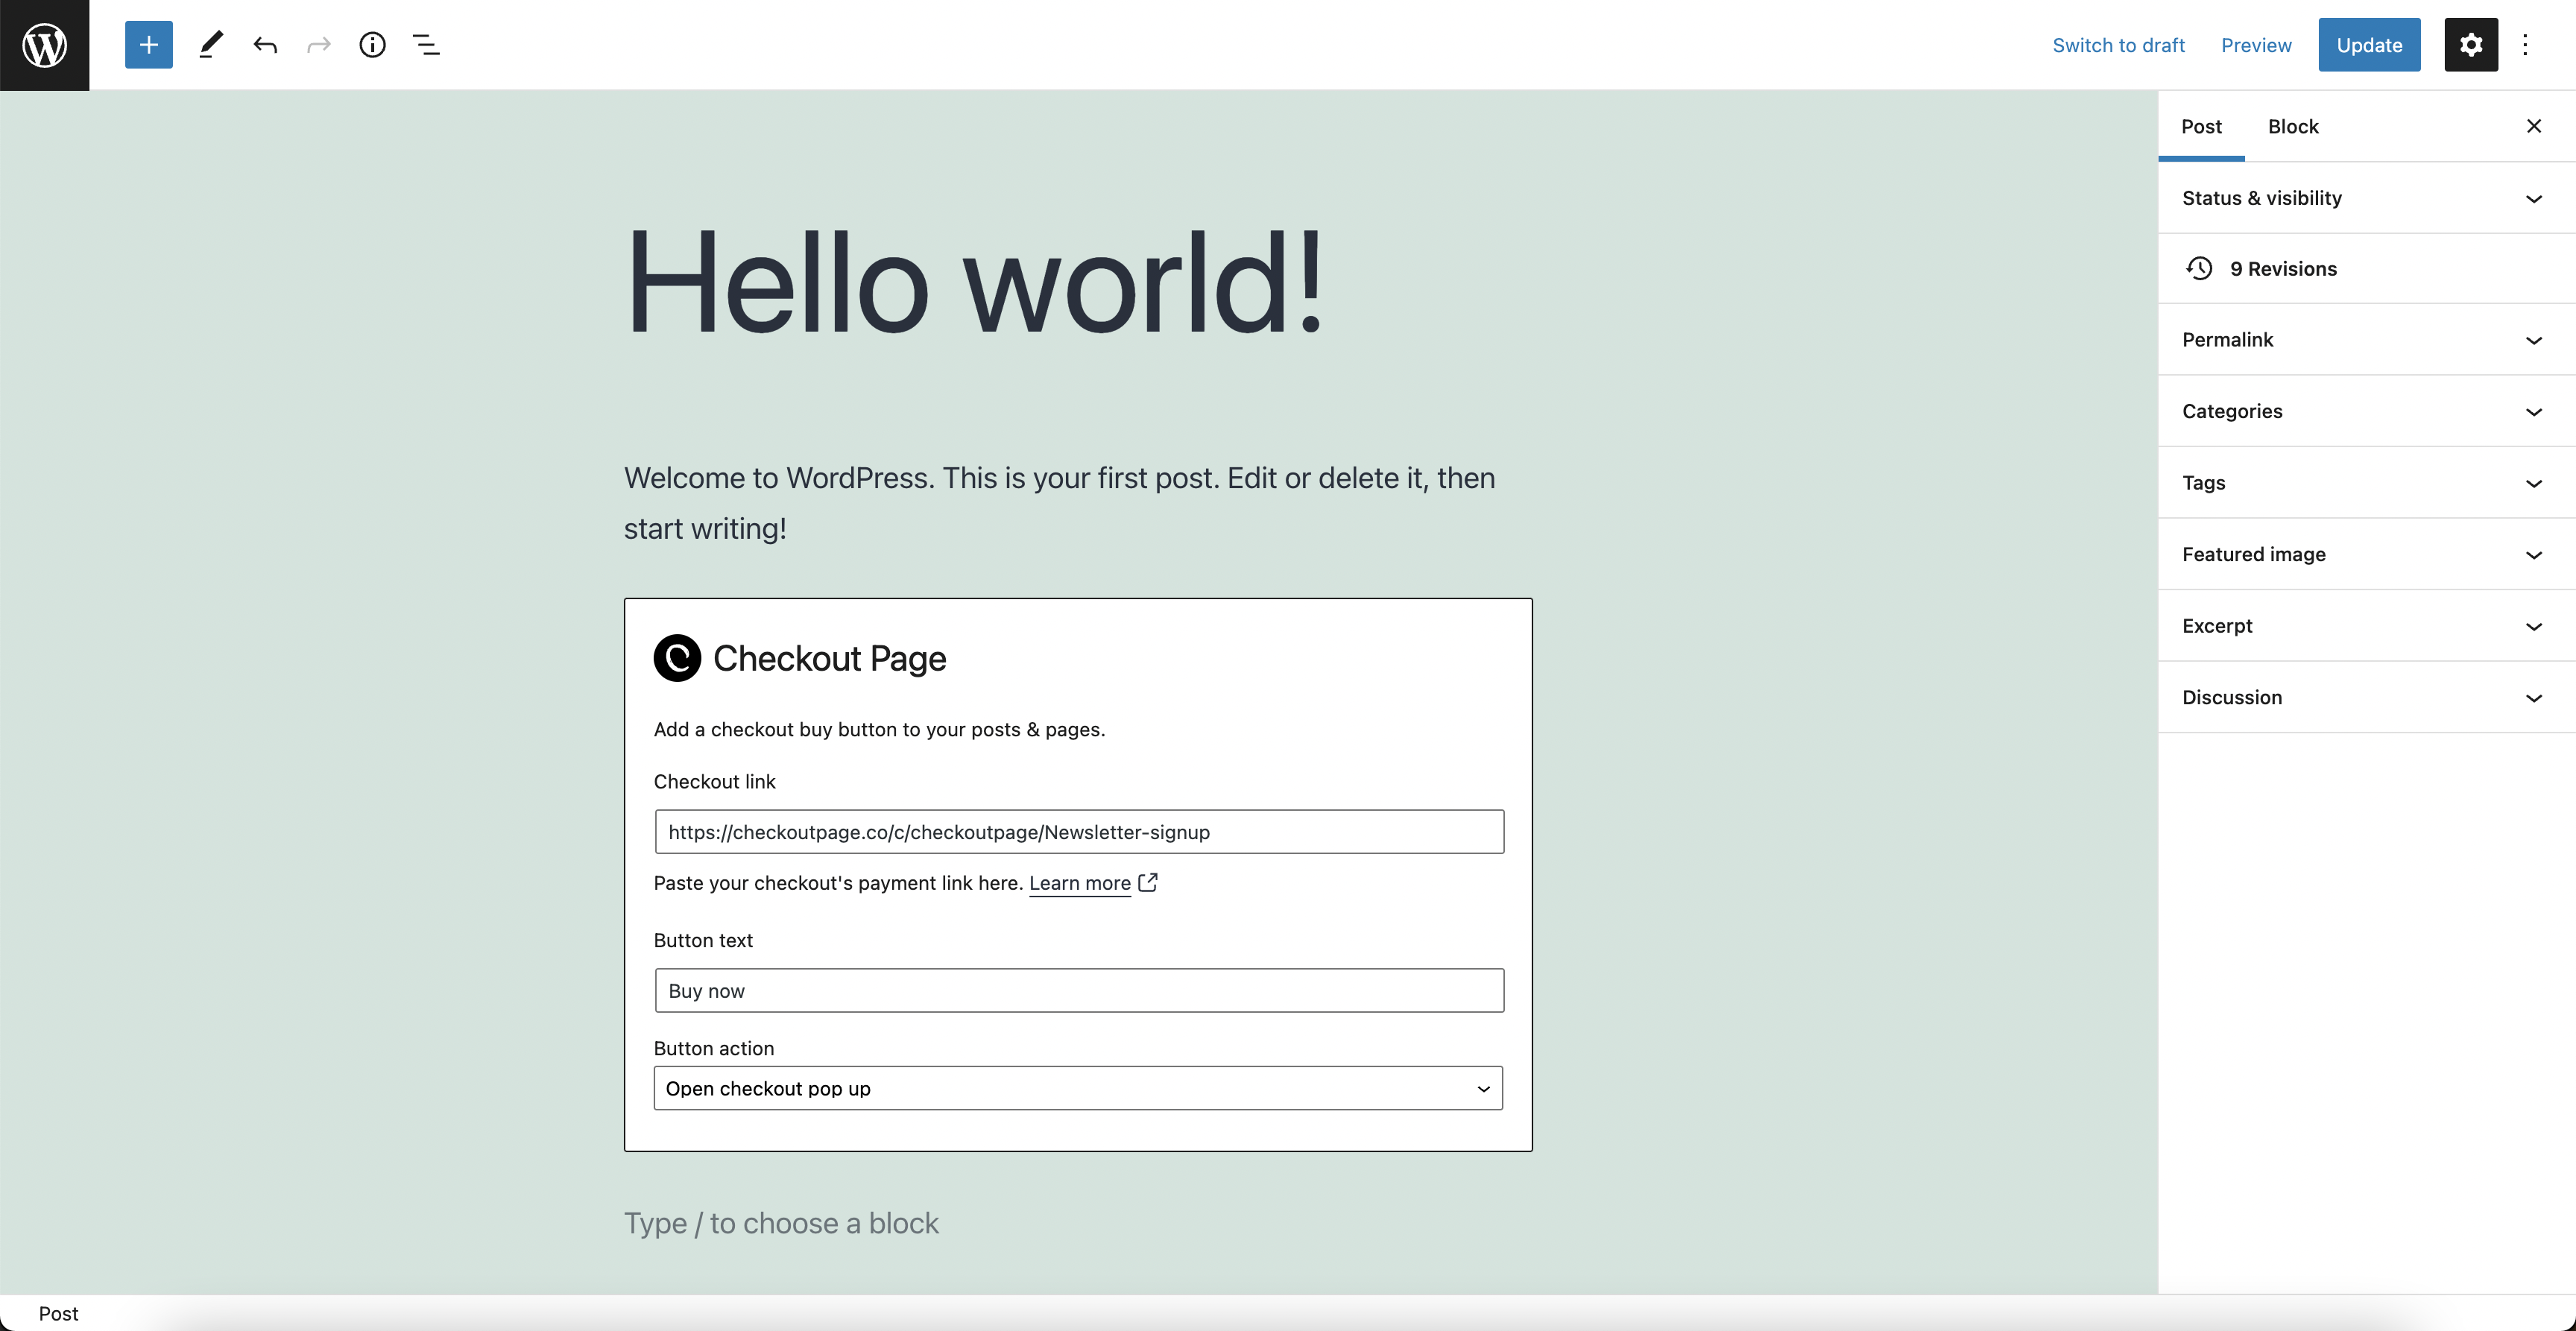 Switch to draft
Preview
Update
Post
Block
Status & visibility
9 Revisions
Permalink
Categories
Tags
Featured image
Excerpt
Discussion
Hello world!
Welcome to WordPress. This is your first post. Edit or delete it, then
start writing!
Checkout Page
Add a checkout buy button to your posts & pages.
Checkout link
https://checkoutpage.co/c/checkoutpage/Newsletter-signup
Paste your checkout's payment link here. Learn more
Button text
Buy now
Button action
Open checkout pop up
Type / to choose a block
Post